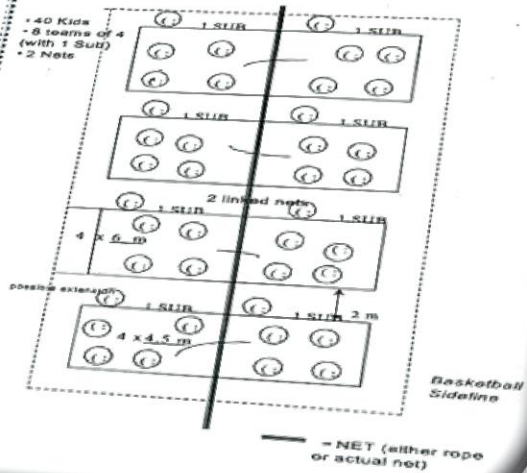 • 40 Kids
• 8 teams of 4
(with 1 Sub)
• 2 Nets
1 SUB
1 SUB
1 SUB
1 SUB
2 linked nets
1 SUB
1 SUB
4 x 6 m
possible extension
1 SUB
1 SUB
2 m
4 x 4.5 m
Basketball
Sideline
= NET (either rope
or actual net)